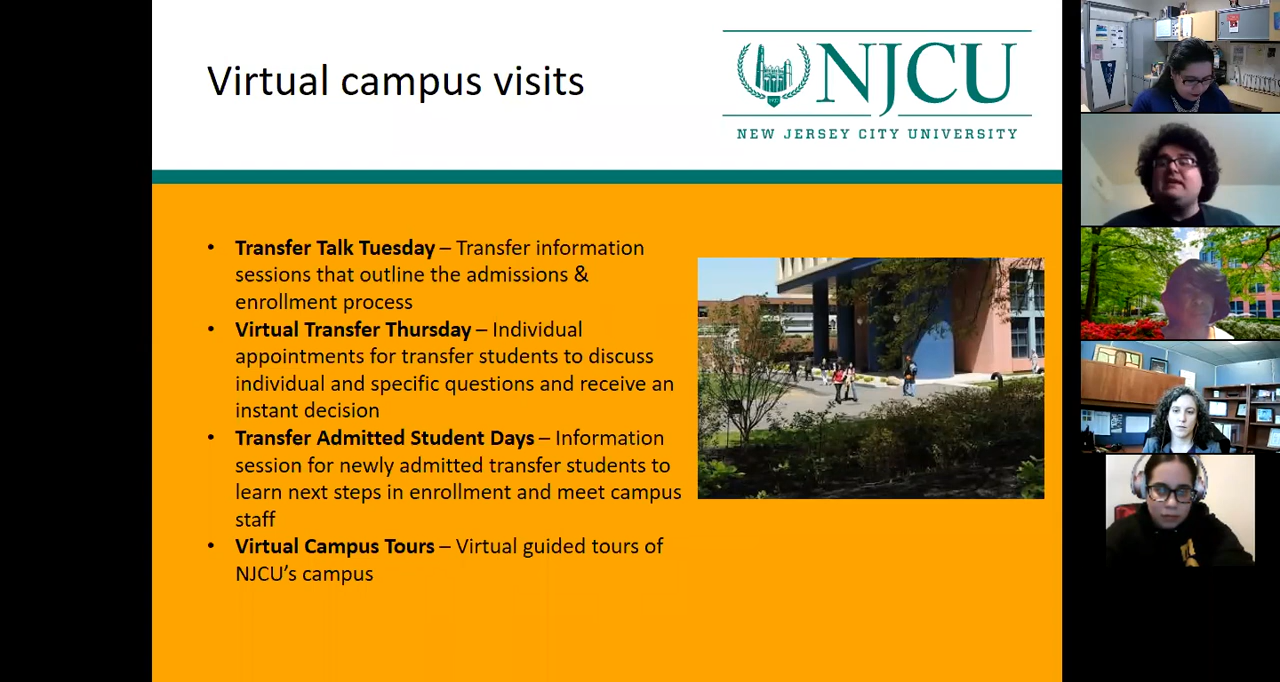 Virtual campus visits
NJCU
NEW JERSEY CITY UNIVERSITY
• Transfer Talk Tuesday – Transfer information
sessions that outline the admissions &
enrollment process
• Virtual Transfer Thursday – Individual
appointments for transfer students to discuss
individual and specific questions and receive an
instant decision
• Transfer Admitted Student Days – Information
session for newly admitted transfer students to
learn next steps in enrollment and meet campus
staff
• Virtual Campus Tours – Virtual guided tours of
NJCU’s campus